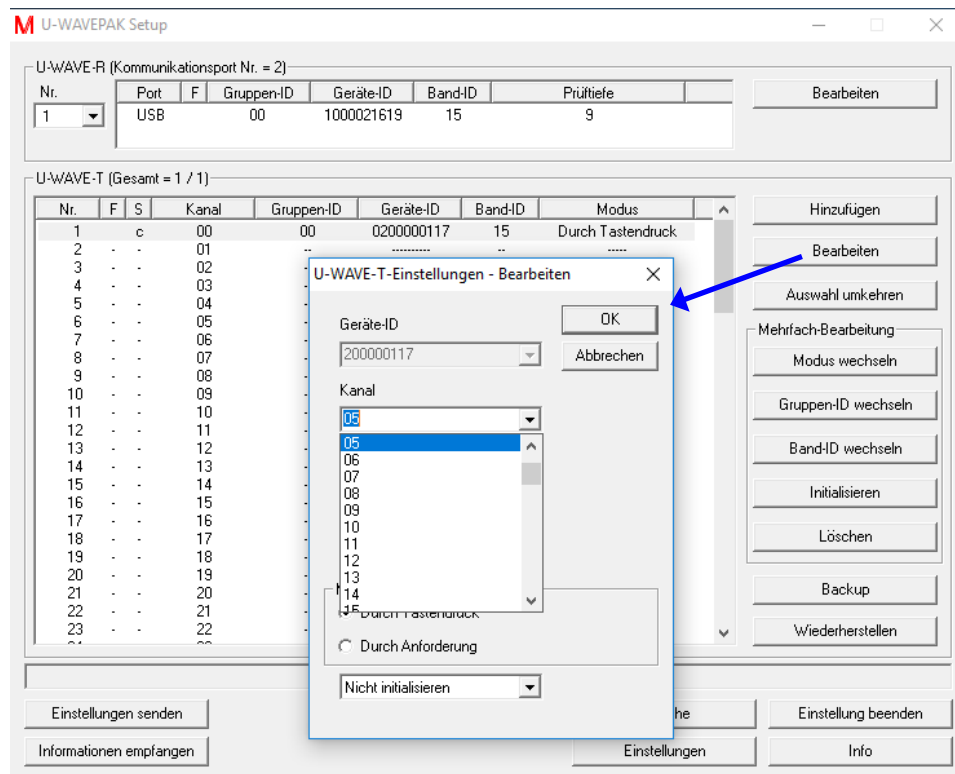 U-WAVEPAK Setup
U-WAVE-R (Kommunikationsport Nr. = 2)
Nr. Port F Gruppen-ID Geräte-ID Band-ID Prüftiefe
1 USB 00 1000021619 15 9
Bearbeiten
U-WAVE-T (Gesamt = 1 / 1)
Nr. F S Kanal Gruppen-ID Geräte-ID Band-ID Modus
1 c 00 00 0200000117 15 Durch Tastendruck
2 - - 01 -- --------- -- -----
3 - - 02
4 - - 03
5 - - 04
6 - - 05
7 - - 06
8 - - 07
9 - - 08
10 - - 09
11 - - 10
12 - - 11
13 - - 12
14 - - 13
15 - - 14
16 - - 15
17 - - 16
18 - - 17
19 - - 18
20 - - 19
21 - - 20
22 - - 21
23 - - 22
U-WAVE-T-Einstellungen - Bearbeiten
Geräte-ID
200000117
OK
Abbrechen
Kanal
05
05
06
07
08
09
10
11
12
13
14
15
Durch Tastendruck
Durch Anforderung
Nicht initialisieren
Hinzufügen
Bearbeiten
Auswahl umkehren
Mehrfach-Bearbeitung
Modus wechseln
Gruppen-ID wechseln
Band-ID wechseln
Initialisieren
Löschen
Backup
Wiederherstellen
Einstellungen senden
he
Einstellung beenden
Informationen empfangen
Einstellungen
Info